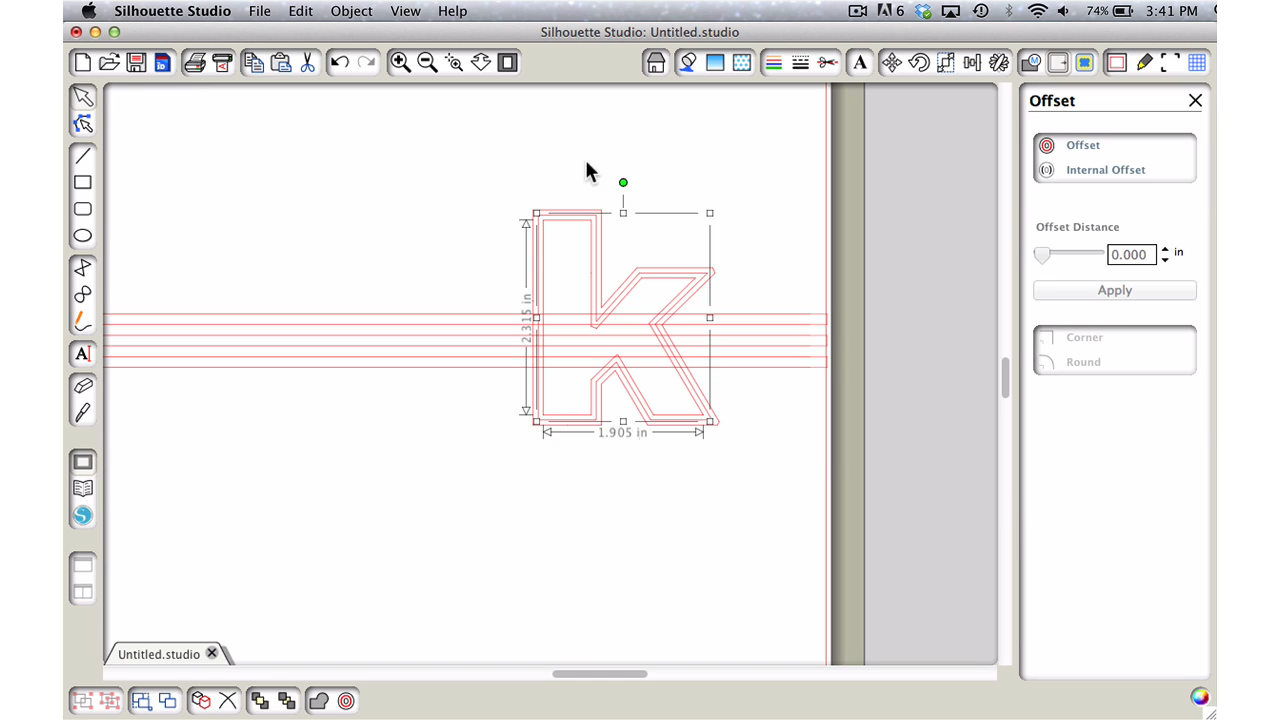 Silhouette Studio File Edit Object View Help
6 74% 3:41 PM
Silhouette Studio: Untitled.studio
A
M
Offset
Offset
Internal Offset
Offset Distance
0.000 in
Apply
Corner
Round
k
2.315 in
1.905 in
A
S
Untitled.studio